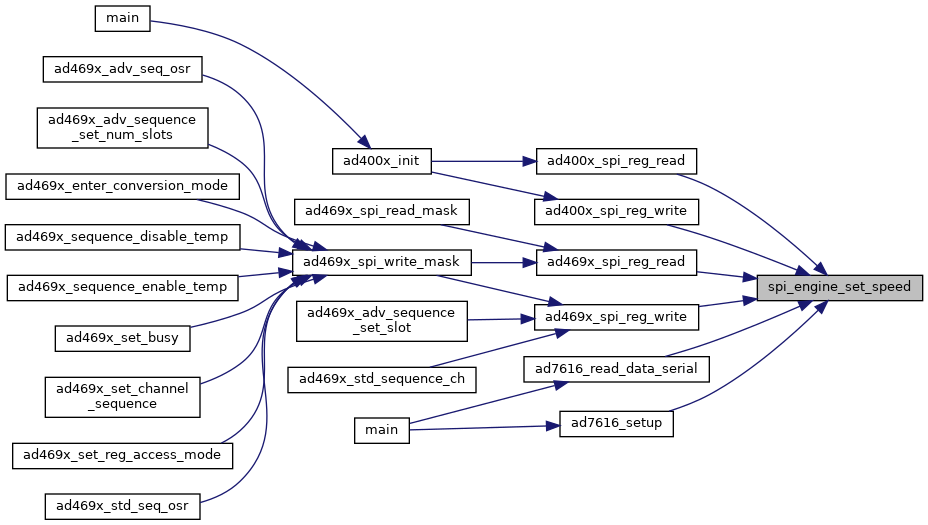 main
ad469x_adv_seq_osr
ad469x_adv_sequence
_set_num_slots
ad469x_enter_conversion_mode
ad469x_sequence_disable_temp
ad469x_sequence_enable_temp
ad469x_set_busy
ad469x_set_channel
_sequence
ad469x_set_reg_access_mode
ad469x_std_seq_osr
ad400x_init
ad469x_spi_read_mask
ad469x_spi_write_mask
ad469x_adv_sequence
_set_slot
ad469x_std_sequence_ch
main
ad400x_spi_reg_read
ad400x_spi_reg_write
ad469x_spi_reg_read
ad469x_spi_reg_write
ad7616_read_data_serial
ad7616_setup
spi_engine_set_speed